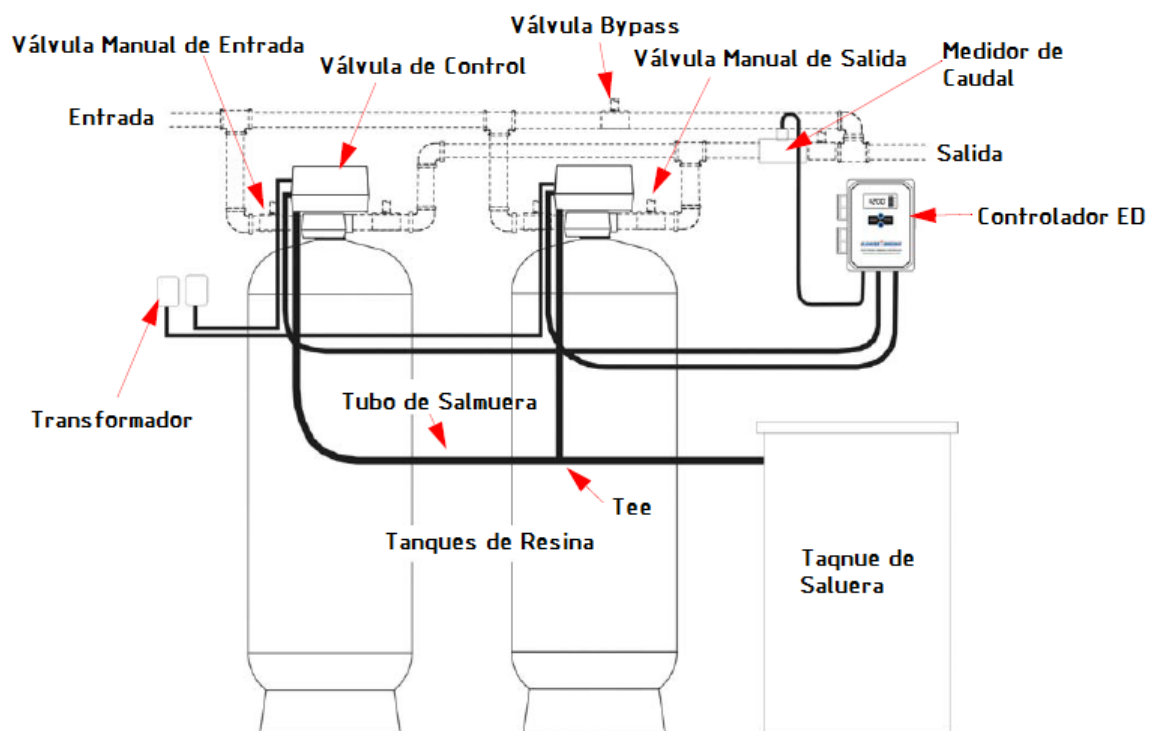 Válvula Bypass
Válvula Manual de Entrada
Válvula de Control
Válvula Manual de Salida
Medidor de
Caudal
Entrada
Salida
Controlador ED
Transformador
Tubo de Salmuera
Tee
Tanques de Resina
Taqnue de
Saluera